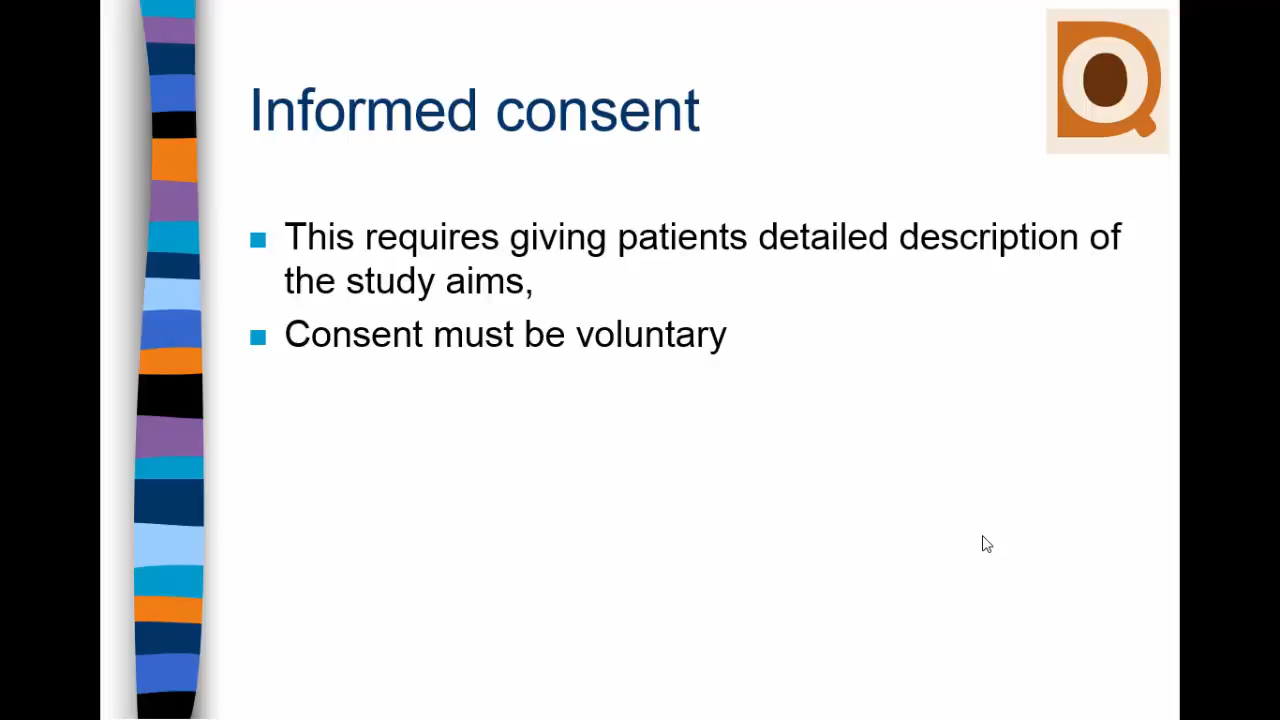 Informed consent
This requires giving patients detailed description of
the study aims,
Consent must be voluntary